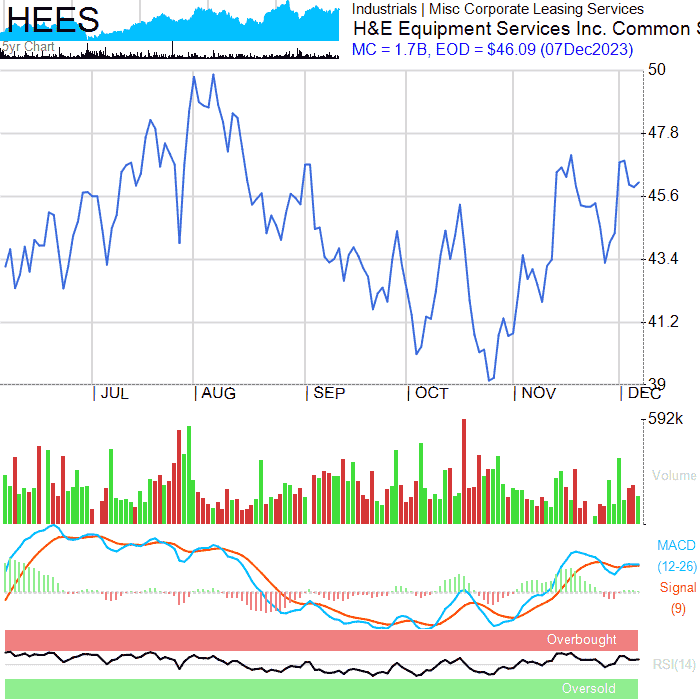 HEES
5yr Chart
Industrials | Misc Corporate Leasing Services
H&E Equipment Services Inc. Common S
MC = 1.7B, EOD = $46.09 (07Dec2023)
50
47.8
45.6
43.4
41.2
39
JUL AUG SEP OCT NOV DEC
592k
Volume
MACD
(12-26)
Signal
(9)
Overbought
RSI(14)
Oversold